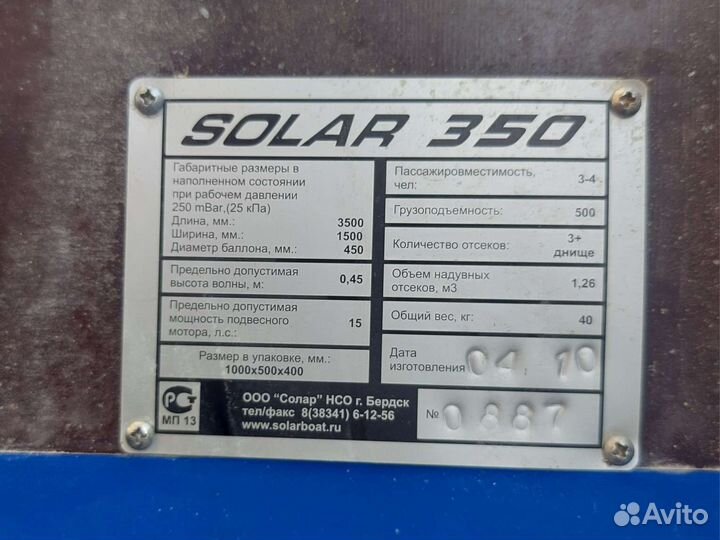 SOLAR 350
Габаритные размеры в
наполненном состоянии
при рабочем давлении
250 mBar,(25 кПа)
Длина, мм.: 3500
Ширина, мм.: 1500
Диаметр баллона, мм.: 450
Предельно допустимая
высота волны, м: 0,45
Предельно допустимая
мощность подвесного 15
мотора, л.с.:
Размер в упаковке, мм.:
1000х500х400
Пассажировместимость, 3-4
чел:
Грузоподъемность: 500
Количество отсеков: 3+
днище
Объем надувных
отсеков, м3 1,26
Общий вес, кг: 40
Дата
изготовления 04.10
РСТ
МП 13
ООО "Солар" НСО г. Бердск
тел/факс 8(38341) 6-12-56
www.solarboat.ru
№ 0887
Avito